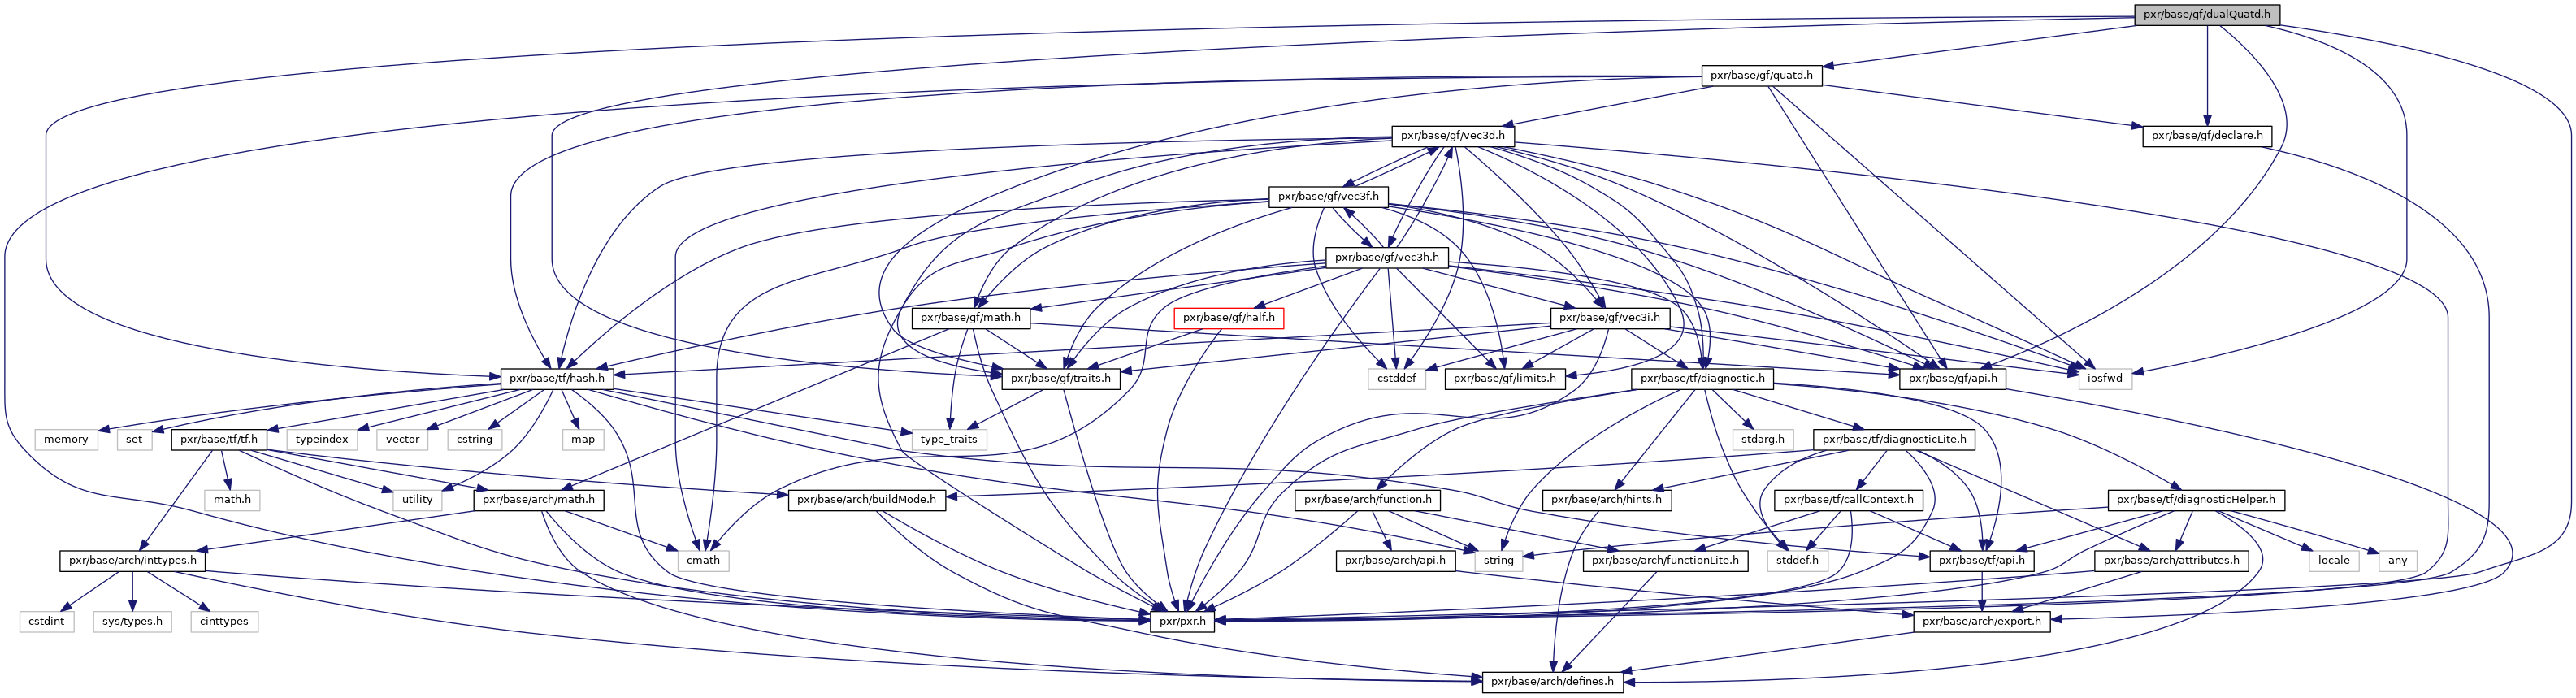 pxr/base/gf/dualQuatd.h
pxr/base/gf/quatd.h
pxr/base/gf/vec3d.h
pxr/base/gf/declare.h
pxr/base/gf/vec3f.h
pxr/base/gf/vec3h.h
pxr/base/gf/math.h
pxr/base/gf/half.h
pxr/base/gf/vec3i.h
pxr/base/tf/hash.h
pxr/base/gf/traits.h
cstddef
pxr/base/gf/limits.h
pxr/base/tf/diagnostic.h
pxr/base/gf/api.h
iosfwd
memory
set
pxr/base/tf/tf.h
typeindex
vector
cstring
map
type_traits
stdarg.h
pxr/base/tf/diagnosticLite.h
math.h
utility
pxr/base/arch/math.h
pxr/base/arch/buildMode.h
pxr/base/arch/function.h
pxr/base/arch/hints.h
pxr/base/tf/callContext.h
pxr/base/tf/diagnosticHelper.h
pxr/base/arch/inttypes.h
cmath
pxr/base/arch/api.h
string
pxr/base/arch/functionLite.h
stddef.h
pxr/base/tf/api.h
pxr/base/arch/attributes.h
locale
any
cstdint
sys/types.h
cinttypes
pxr/pxr.h
pxr/base/arch/export.h
pxr/base/arch/defines.h